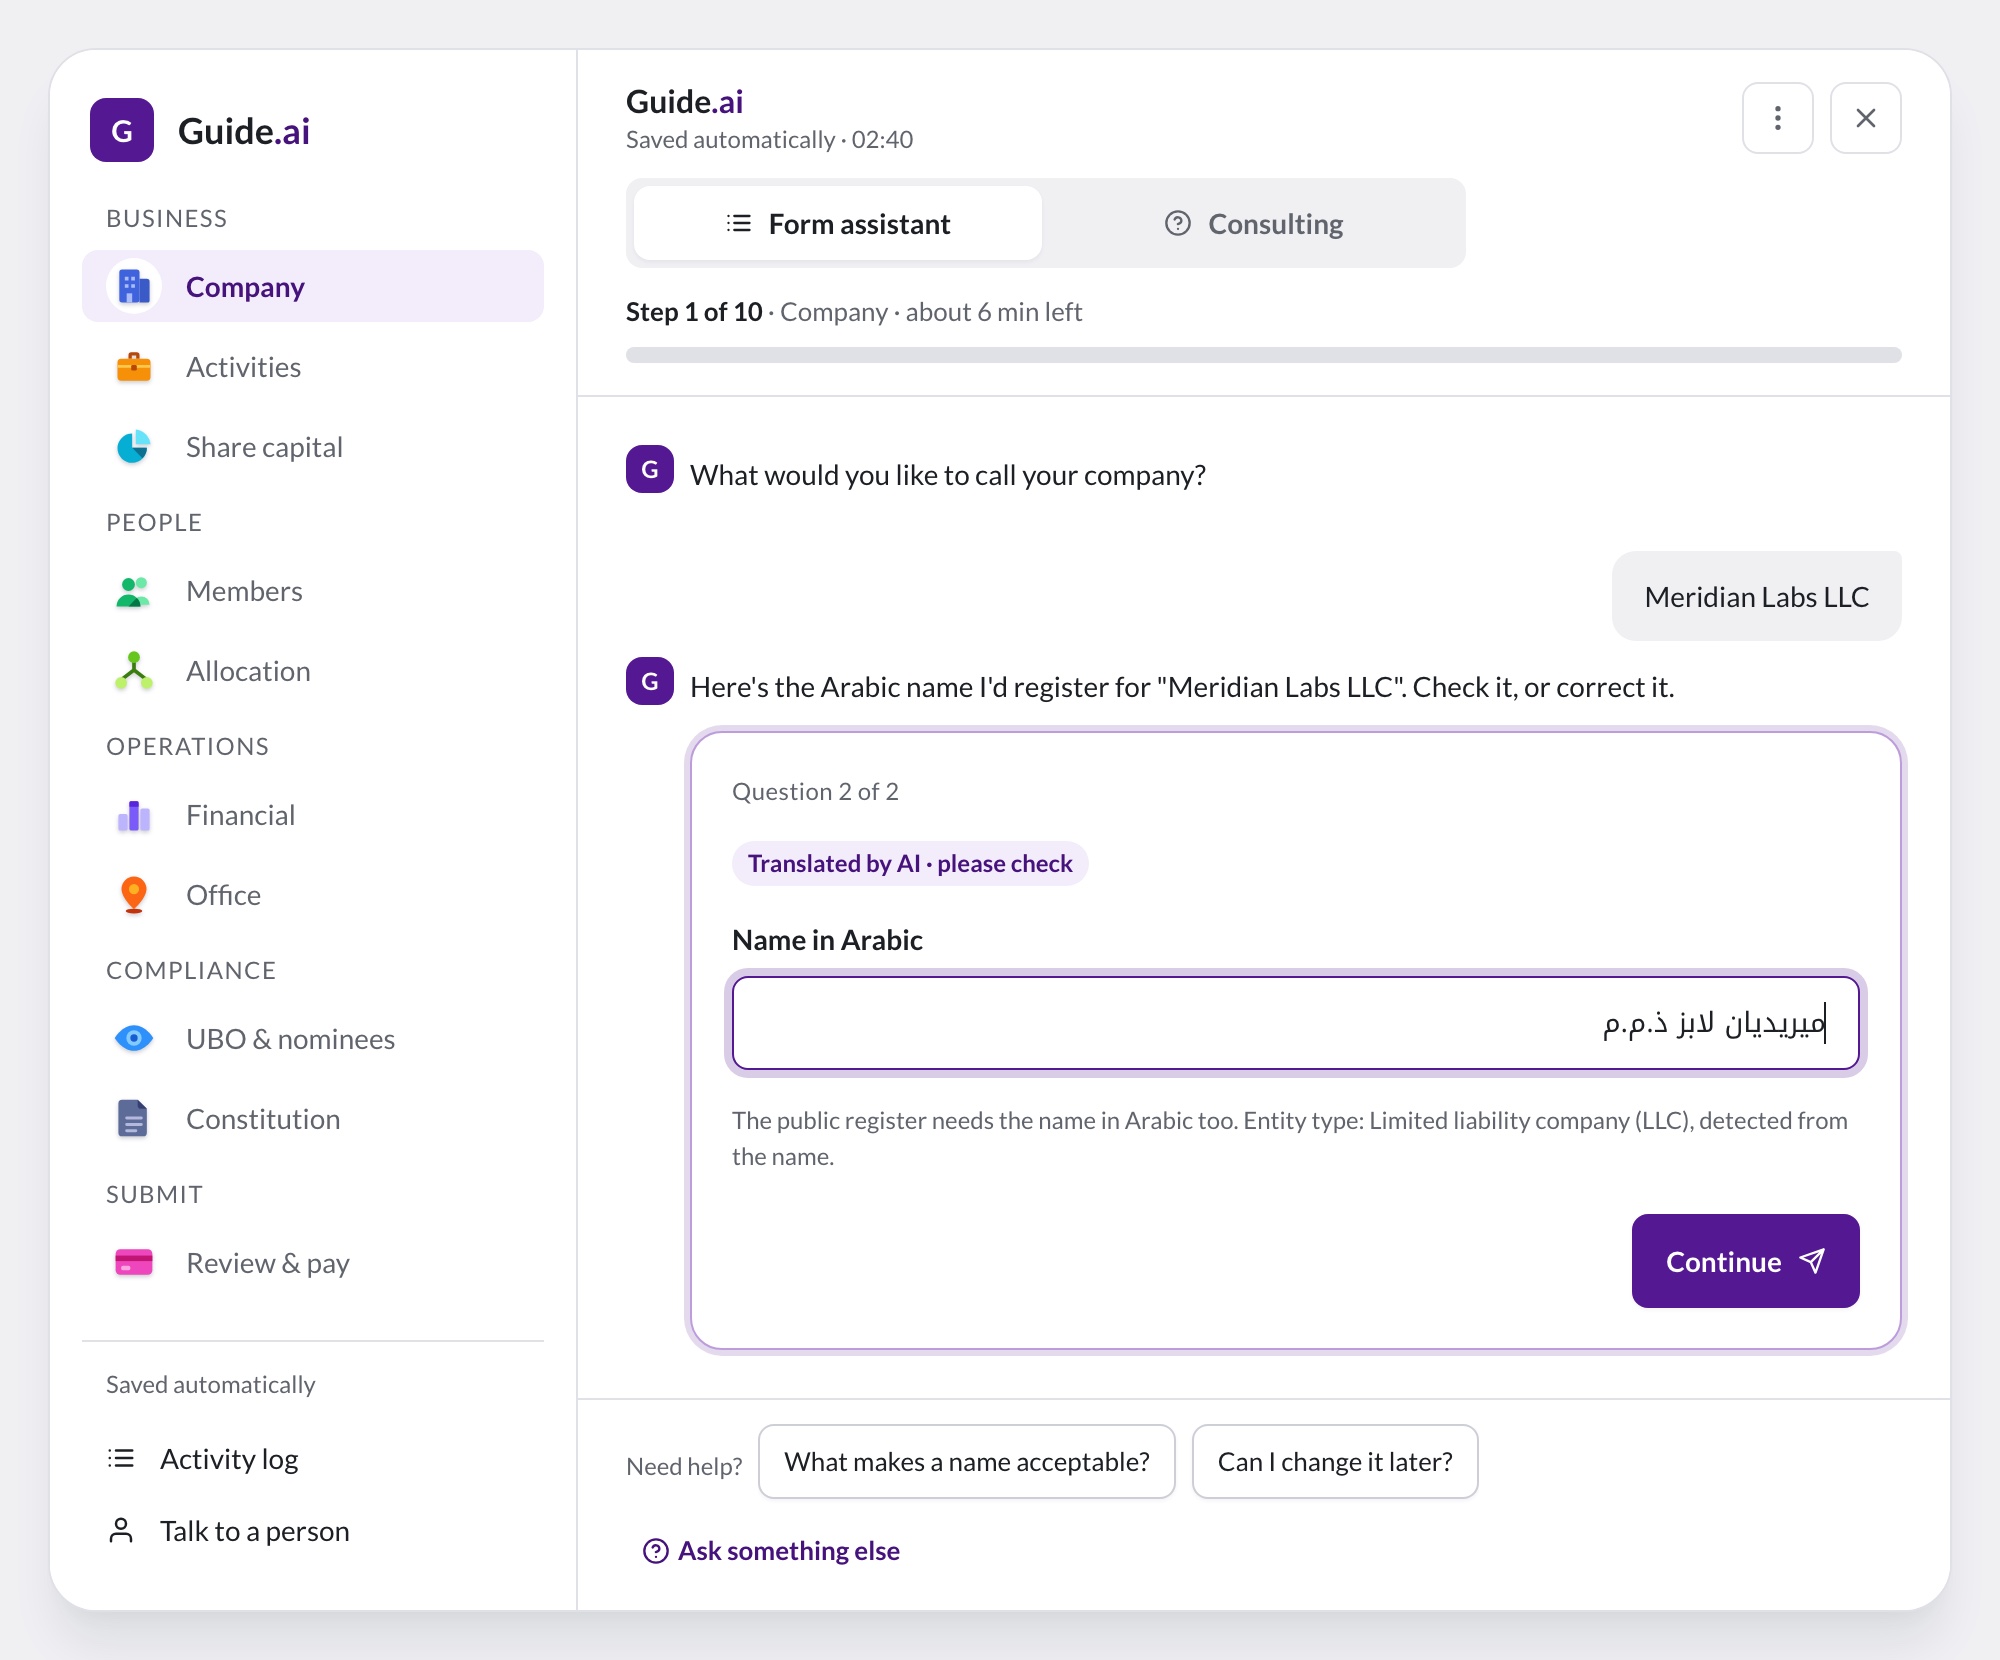 G Guide.ai
BUSINESS
Company
Activities
Share capital
PEOPLE
Members
Allocation
OPERATIONS
Financial
Office
COMPLIANCE
UBO & nominees
Constitution
SUBMIT
Review & pay
Saved automatically
Activity log
Talk to a person
Guide.ai
Saved automatically · 02:40
Form assistant
Consulting
Step 1 of 10 · Company · about 6 min left
G What would you like to call your company?
Meridian Labs LLC
G Here's the Arabic name I'd register for "Meridian Labs LLC". Check it, or correct it.
Question 2 of 2
Translated by AI · please check
Name in Arabic
ميريديان لابز ذ.م.م
The public register needs the name in Arabic too. Entity type: Limited liability company (LLC), detected from
the name.
Continue
Need help?
What makes a name acceptable?
Can I change it later?
Ask something else